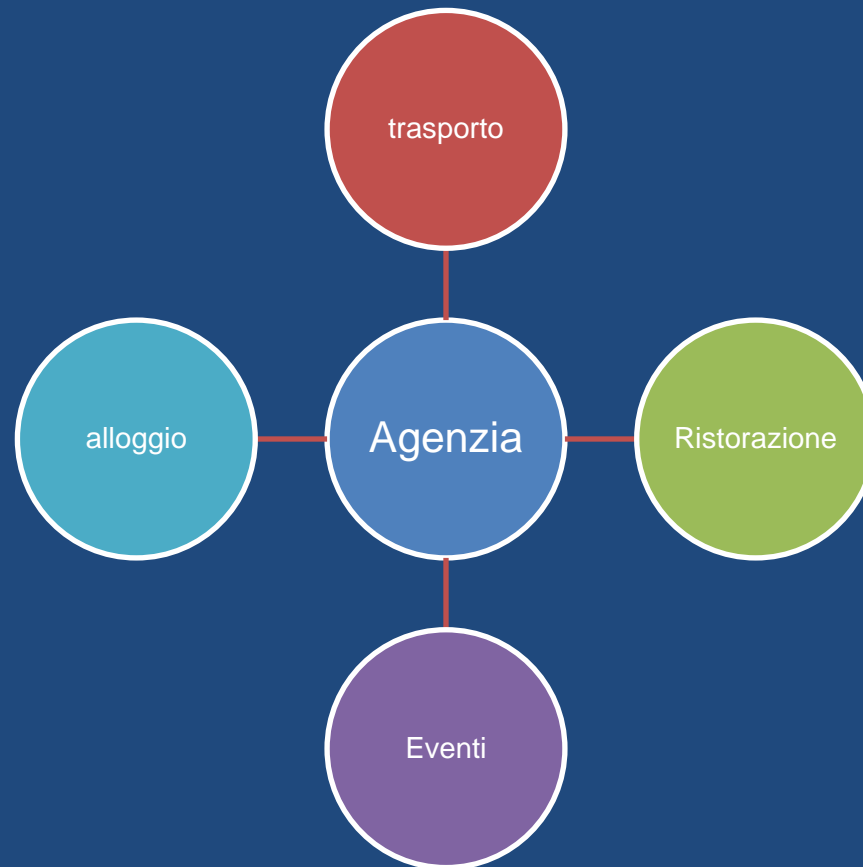 trasporto
alloggio
Agenzia
Ristorazione
Eventi